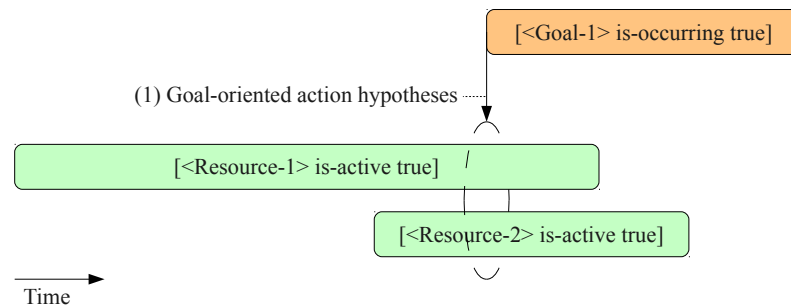 [<Goal-1> is-occurring true]
(1) Goal-oriented action hypotheses
[<Resource-1> is-active true]
[<Resource-2> is-active true]
Time